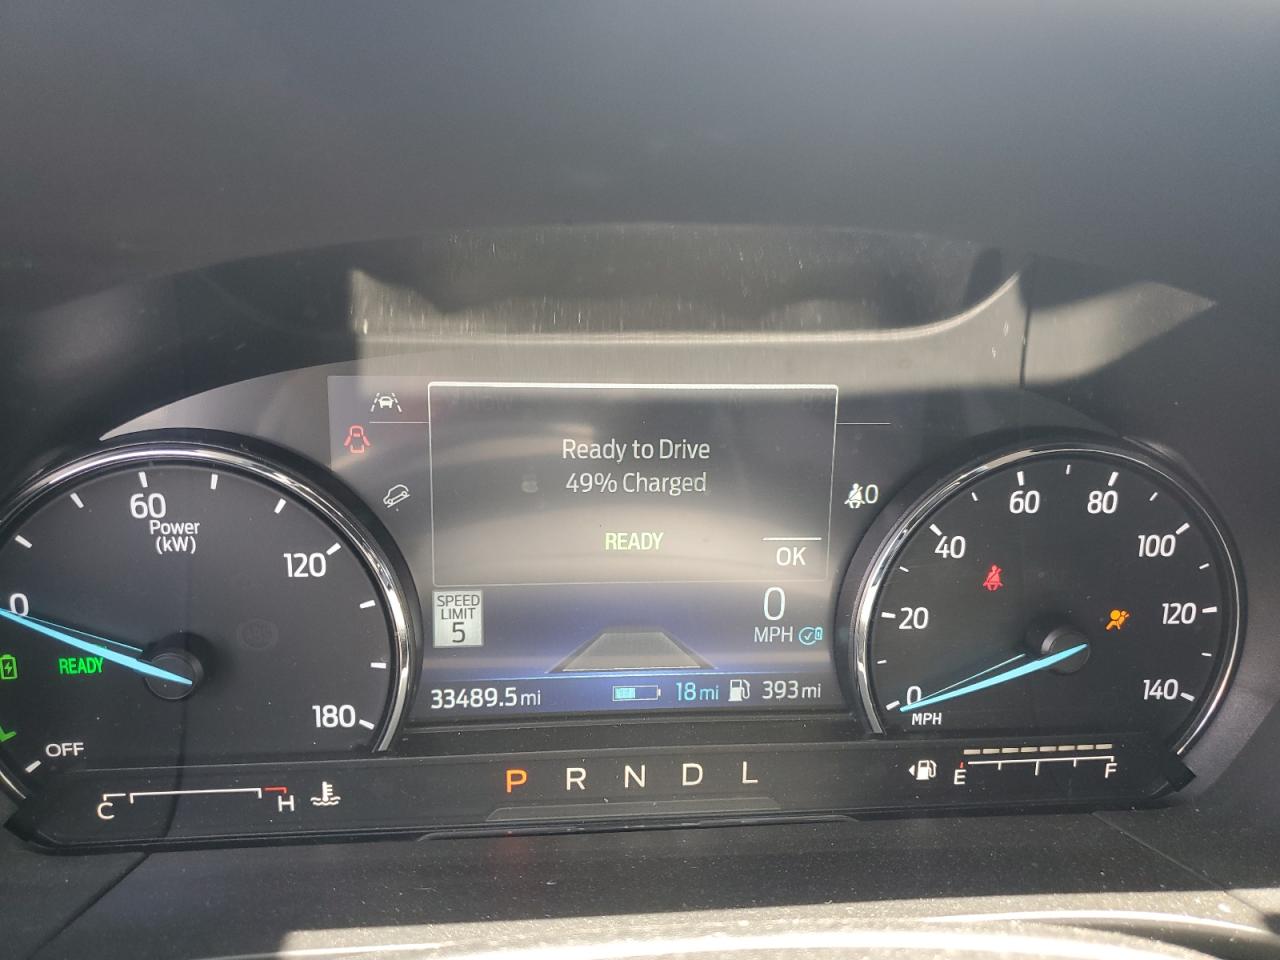 Ready to Drive
49% Charged
READY
OK
SPEED
LIMIT
5
0
MPH
33489.5 mi
18 mi
393 mi
0
60
Power
(kW)
120
180
READY
OFF
C
H
P R N D L
0
0
20
40
60
80
100
120
140
MPH
E
F